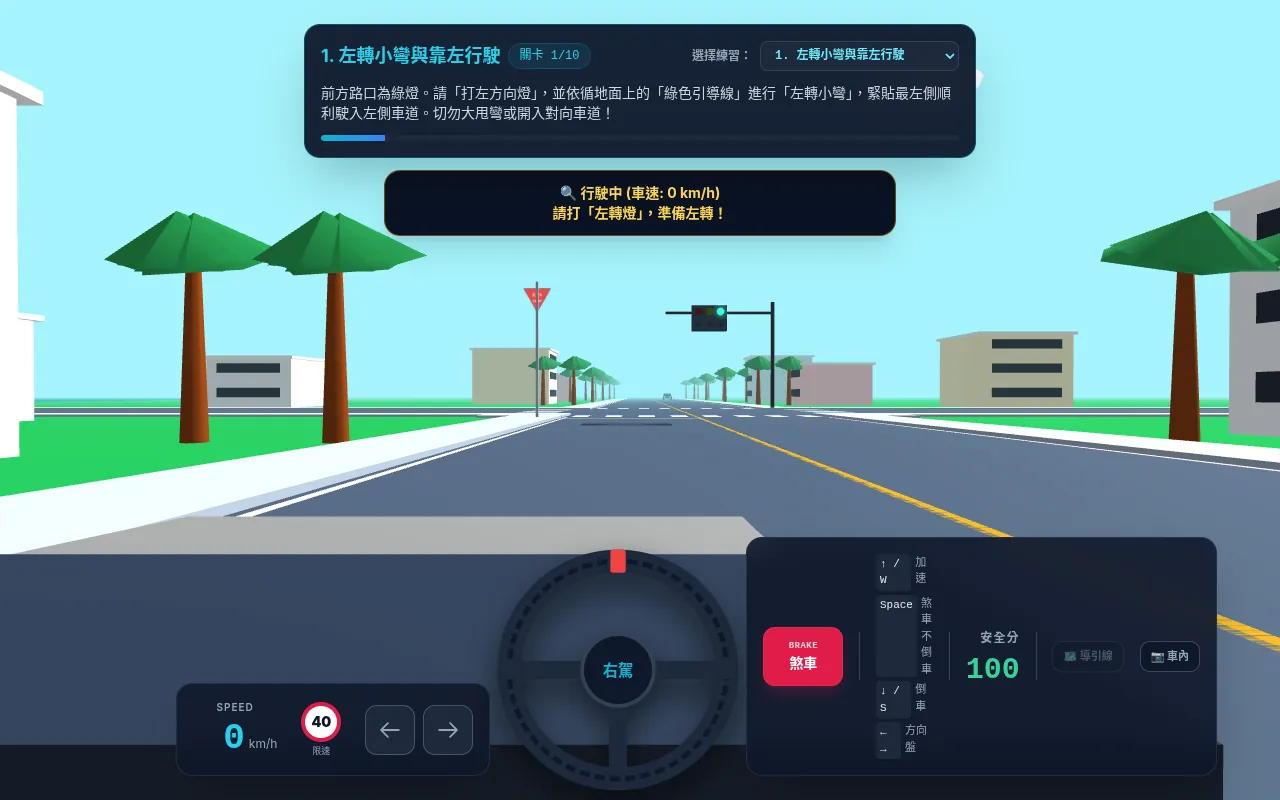 1. 左轉小彎與靠左行駛
關卡 1/10
選擇練習：
1. 左轉小彎與靠左行駛
前方路口為綠燈。請「打左方向燈」，並依循地面上的「綠色引導線」進行「左轉小彎」，緊貼最左側順
利駛入左側車道。切勿大甩彎或開入對向車道！
🔍 行駛中 (車速: 0 km/h)
請打「左轉燈」，準備左轉！
SPEED
0 km/h
40
限速
右駕
BRAKE
煞車
↑ /
W
加
速
Space
煞
車
不
倒
車
↓ /
S
倒
車
←
→
方向
盤
安全分
100
🗺️ 導引線
📷 車內